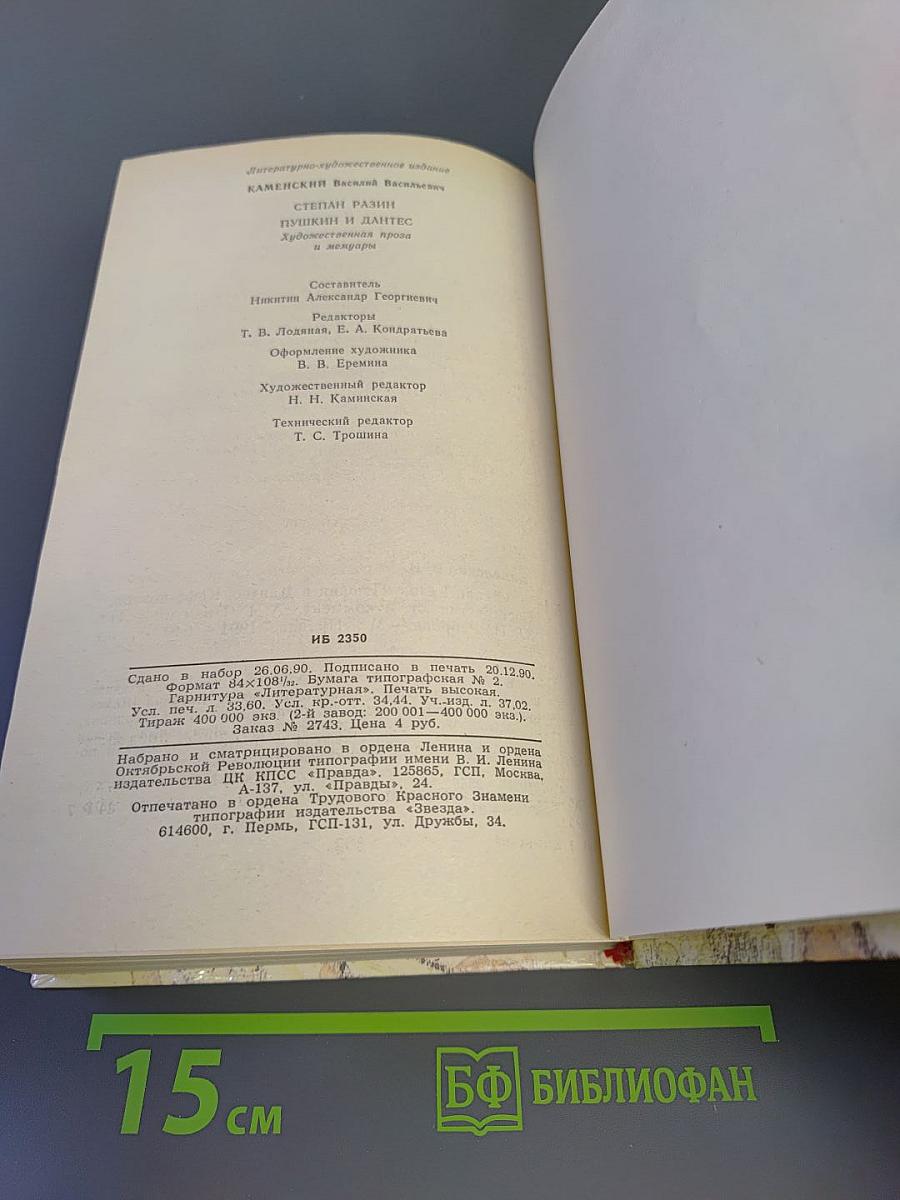 Литературно-художественное издание
КАМЕНСКИЙ Василий Васильевич
СТЕПАН РАЗИН
ПУШКИН И ДАНТЕС
Художественная проза
и мемуары
Составитель
Никитин Александр Георгиевич
Редакторы
Т. В. Лодяная, Е. А. Кондратьева
Оформление художника
В. В. Еремина
Художественный редактор
Н. Н. Каминская
Технический редактор
Т. С. Трошина
ИБ 2350
Сдано в набор 26.06.90. Подписано в печать 20.12.90.
Формат 84×108¹/₃₂. Бумага типографская № 2.
Гарнитура «Литературная». Печать высокая.
Усл. печ. л. 33,60. Усл. кр.-отт. 34,44. Уч.-изд. л. 37,02.
Тираж 400 000 экз. (2-й завод: 200 001—400 000 экз.).
Заказ № 2743. Цена 4 руб.
Набрано и сматрицировано в ордена Ленина и ордена
Октябрьской Революции типографии имени В. И. Ленина
издательства ЦК КПСС «Правда». 125865, ГСП, Москва,
А-137, ул. «Правды», 24.
Отпечатано в ордена Трудового Красного Знамени
типографии издательства «Звезда».
614600, г. Пермь, ГСП-131, ул. Дружбы, 34.
15 см
БФ БИБЛИОФАН